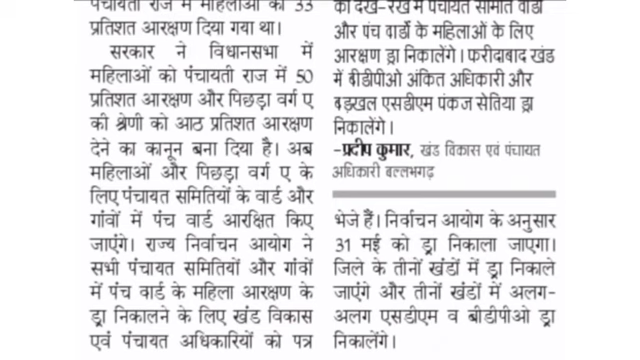 पंचायती राज में महिलाओं को 33
प्रतिशत आरक्षण दिया गया था।
सरकार ने विधानसभा में
महिलाओं को पंचायती राज में 50
प्रतिशत आरक्षण और पिछड़ा वर्ग ए
की श्रेणी को आठ प्रतिशत आरक्षण
देने का कानून बना दिया है। अब
महिलाओं और पिछड़ा वर्ग ए के
लिए पंचायत समितियों के वार्ड और
गांवों में पंच वार्ड आरक्षित किए
जाएंगे। राज्य निर्वाचन आयोग ने
सभी पंचायत समितियों और गांवों
में पंच वार्ड के महिला आरक्षण के
ड्रा निकालने के लिए खंड विकास
एवं पंचायत अधिकारियों को पत्र
की देख-रेख में पंचायत समिति वार्डो
और पंच वार्डो के महिलाओं के लिए
आरक्षण ड्रा निकालेंगे। फरीदाबाद खंड
में बीडीपीओ अंकित अधिकारी और
बड़खल एसडीएम पंकज सेतिया ड्रा
निकालेंगे।
-प्रदीप कुमार, खंड विकास एवं पंचायत
अधिकारी बल्लभगढ़
भेजे हैं। निर्वाचन आयोग के अनुसार
31 मई को ड्रा निकाला जाएगा।
जिले के तीनों खंडों में ड्रा निकाले
जाएंगे और तीनों खंडों में अलग-
अलग एसडीएम व बीडीपीओ ड्रा
निकालेंगे।